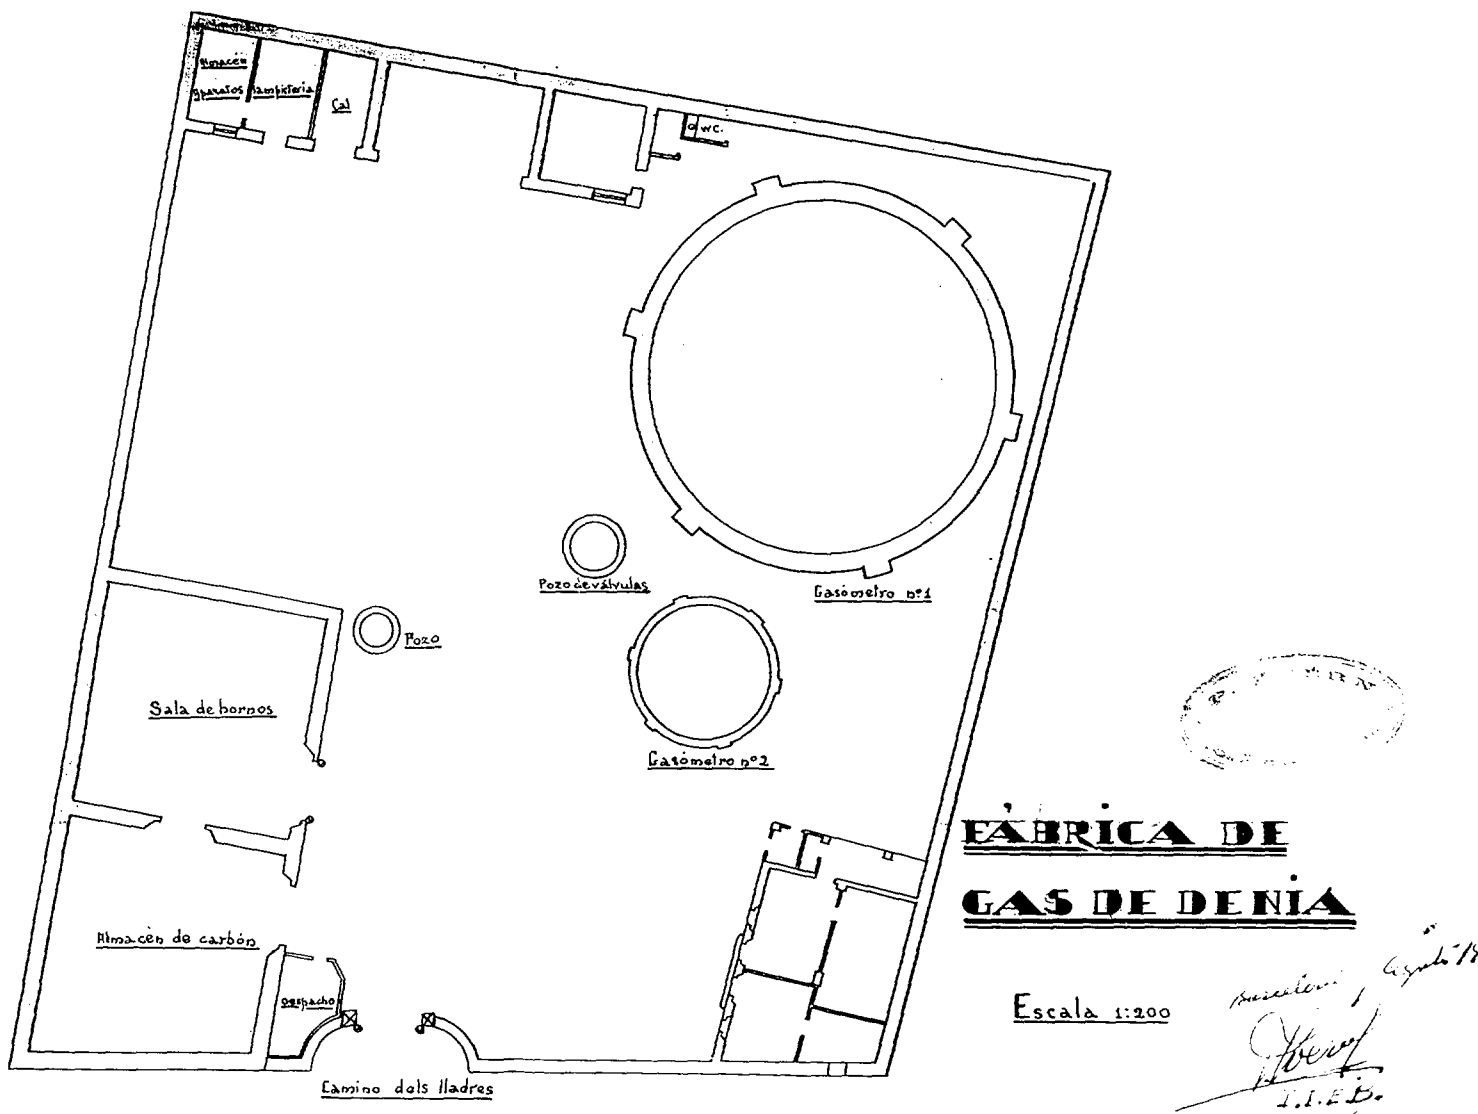 Almacén
aparatos
lampisteria
Cal
WC.
Pozo de válvulas
Gasómetro nº1
Pozo
Sala de hornos
Gasómetro nº2
FÁBRICA DE
GAS DE DENIA
Almacén de carbón
Despacho
Escala 1:200
Camino dels lladres